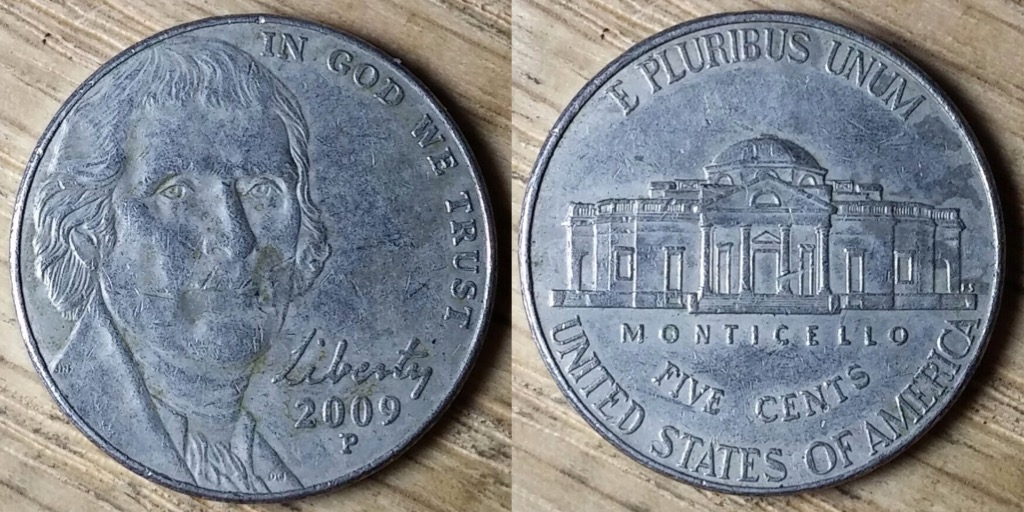 IN GOD WE TRUST
Liberty
2009
P
E PLURIBUS UNUM
MONTICELLO
FIVE CENTS
UNITED STATES OF AMERICA